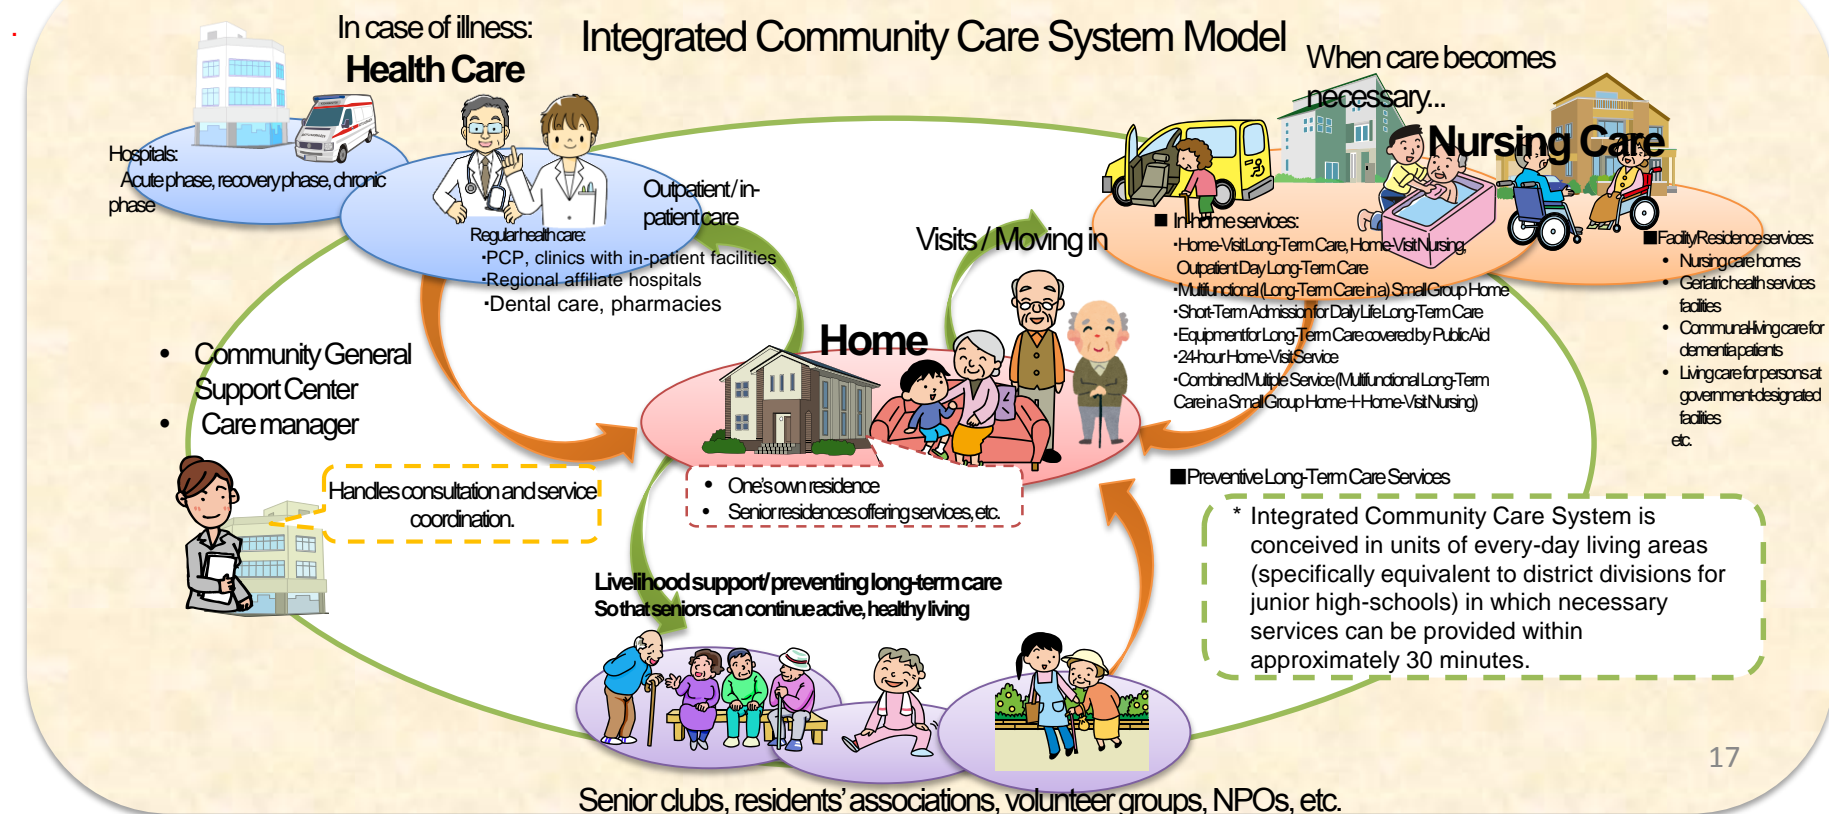 Integrated Community Care System Model
In case of illness:
Health Care
Hospitals:
Acute phase, recovery phase, chronic
phase
Outpatient / in-
patient care
Regular health care:
・PCP, clinics with in-patient facilities
・Regional affiliate hospitals
・Dental care, pharmacies
When care becomes
necessary...
Nursing Care
Visits / Moving in
■ In-home services:
・Home-Visit Long-Term Care, Home-Visit Nursing,
Outpatient Day Long-Term Care
・Multifunctional (Long-Term Care in a) Small Group Home
・Short-Term Admission for Daily Life Long-Term Care
・Equipment for Long-Term Care covered by Public Aid
・24-hour Home-Visit Service
・Combined Multiple Service (Multifunctional Long-Term
Care in a Small Group Home＋Home-Visit Nursing)
■Facility/Residence services:
• Nursing care homes
• Geriatric health services
facilities
• Communal-living care for
dementia patients
• Living care for persons at
government-designated
facilities
etc.
■Preventive Long-Term Care Services
• Community General
Support Center
• Care manager
Handles consultation and service
coordination.
Home
• One's own residence
• Senior residences offering services, etc.
Livelihood support/ preventing long-term care
So that seniors can continue active, healthy living
* Integrated Community Care System is
conceived in units of every-day living areas
(specifically equivalent to district divisions for
junior high-schools) in which necessary
services can be provided within
approximately 30 minutes.
Senior clubs, residents' associations, volunteer groups, NPOs, etc.
17